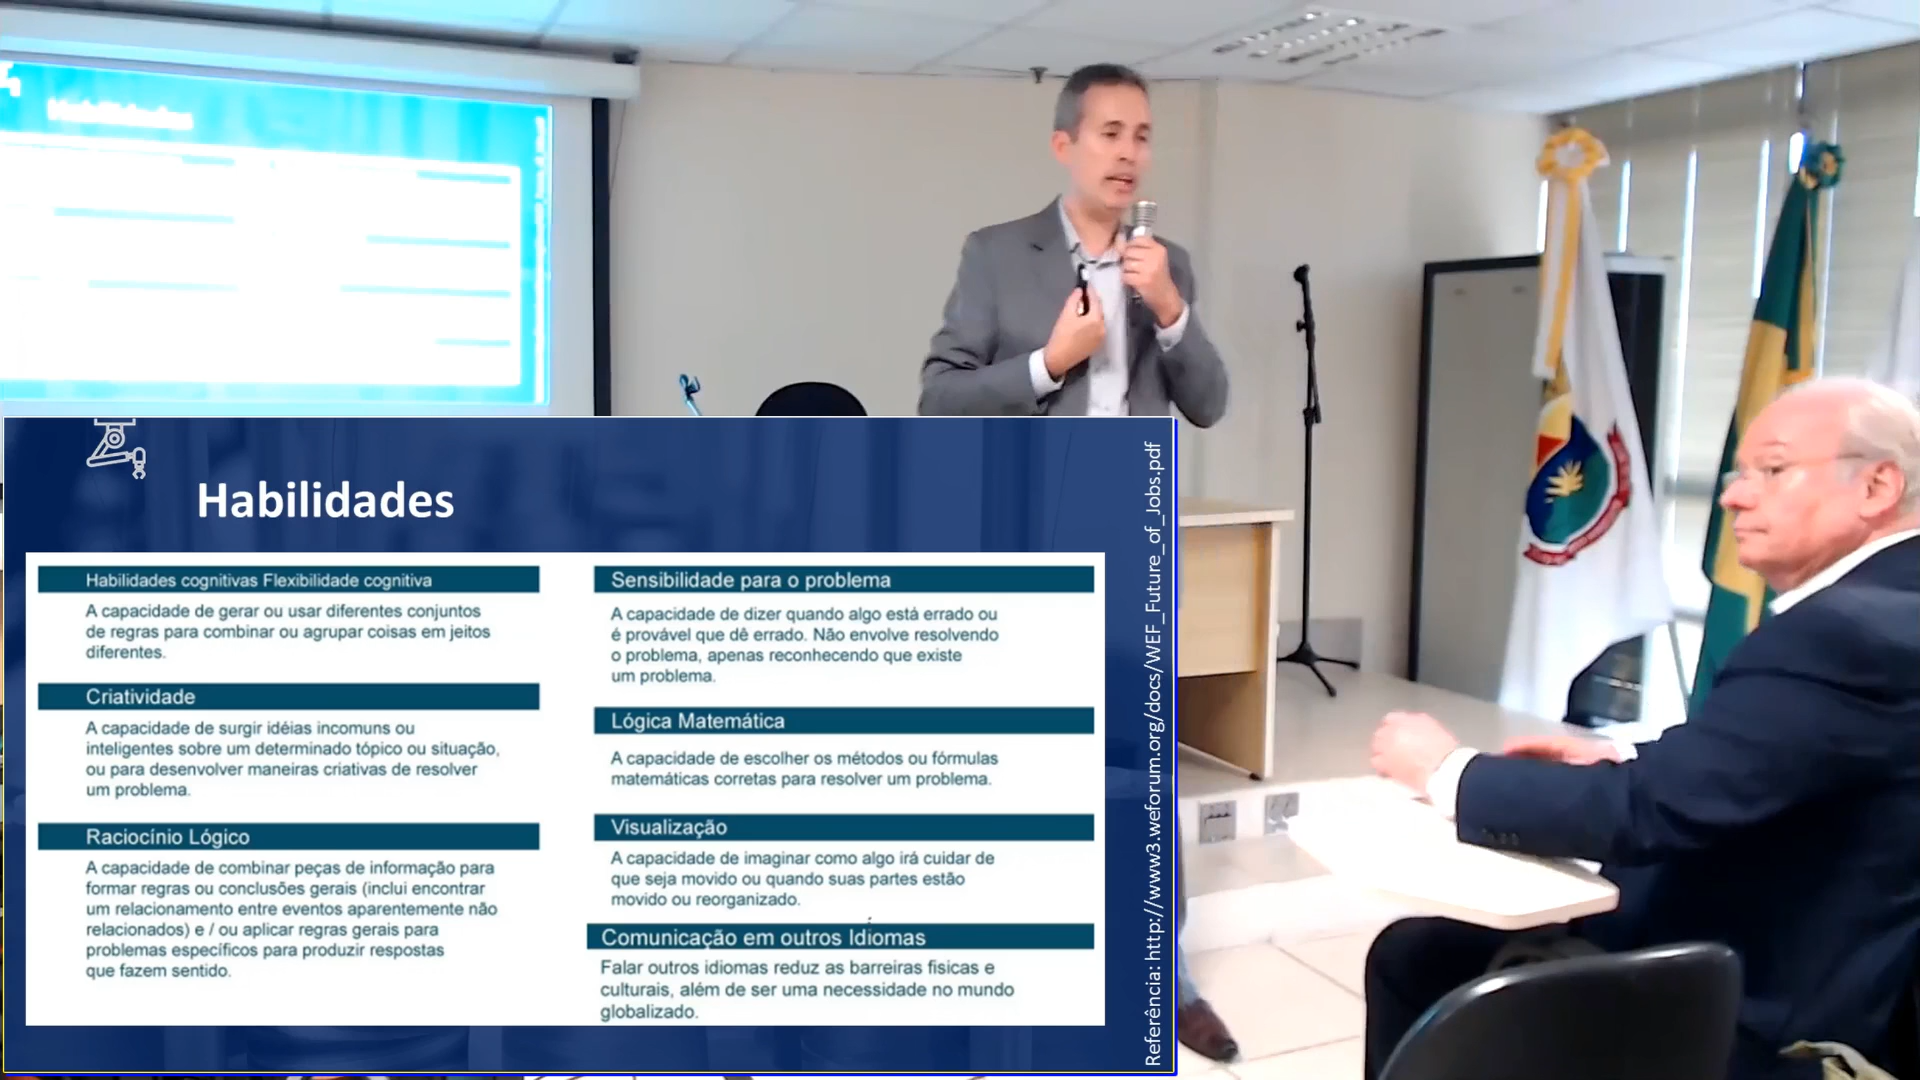 Habilidades
Habilidades
Habilidades cognitivas Flexibilidade cognitiva
A capacidade de gerar ou usar diferentes conjuntos
de regras para combinar ou agrupar coisas em jeitos
diferentes.
Criatividade
A capacidade de surgir idéias incomuns ou
inteligentes sobre um determinado tópico ou situação,
ou para desenvolver maneiras criativas de resolver
um problema.
Raciocínio Lógico
A capacidade de combinar peças de informação para
formar regras ou conclusões gerais (inclui encontrar
um relacionamento entre eventos aparentemente não
relacionados) e / ou aplicar regras gerais para
problemas específicos para produzir respostas
que fazem sentido.
Sensibilidade para o problema
A capacidade de dizer quando algo está errado ou
é provável que dê errado. Não envolve resolvendo
o problema, apenas reconhecendo que existe
um problema.
Lógica Matemática
A capacidade de escolher os métodos ou fórmulas
matemáticas corretas para resolver um problema.
Visualização
A capacidade de imaginar como algo irá cuidar de
que seja movido ou quando suas partes estão
movido ou reorganizado.
Comunicação em outros Idiomas
Falar outros idiomas reduz as barreiras fisicas e
culturais, além de ser uma necessidade no mundo
globalizado.
Referência: http://www3.weforum.org/docs/WEF_Future_of_Jobs.pdf